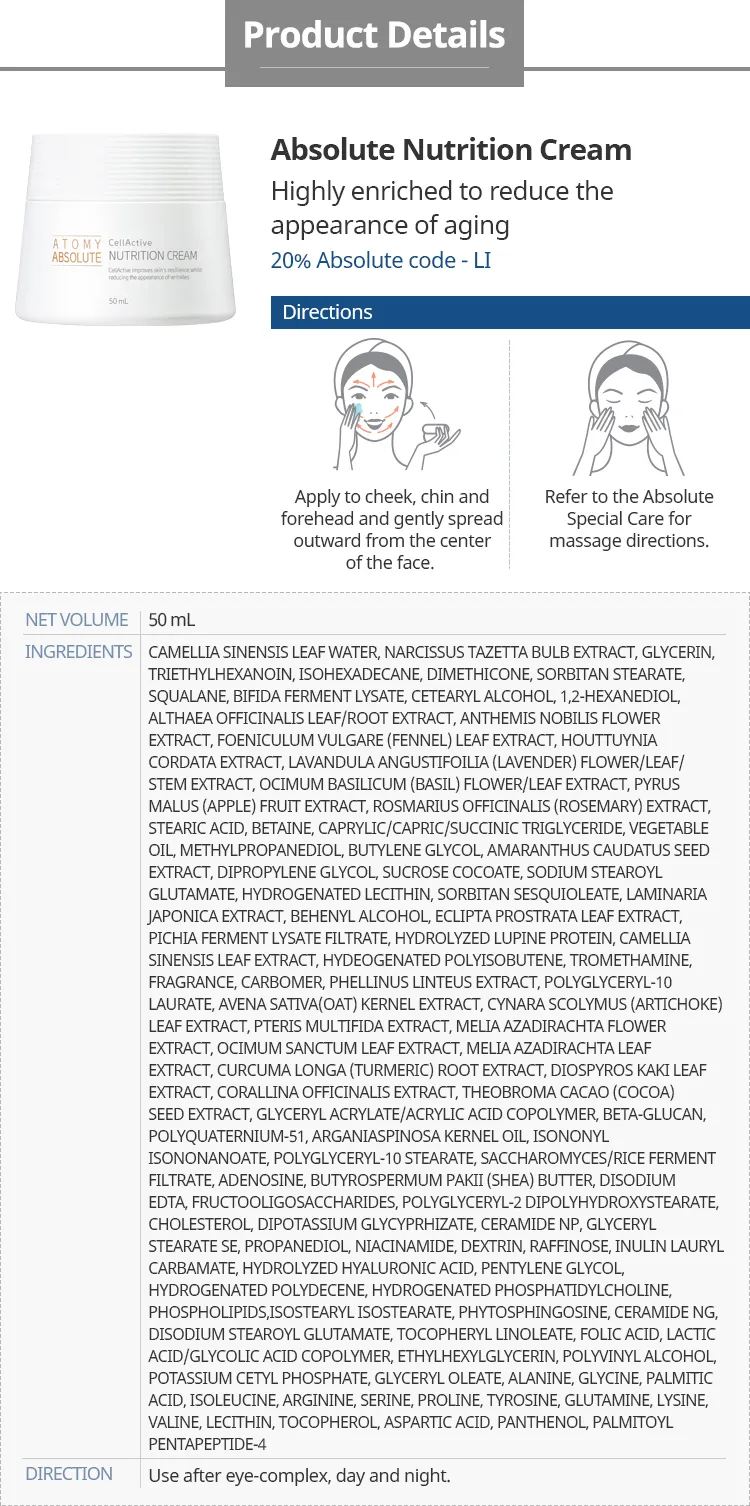 Product Details
ATOMY
ABSOLUTE
CellActive
NUTRITION CREAM
CellActive improves skin's resilience while
reducing the appearance of wrinkles
50 mL
Absolute Nutrition Cream
Highly enriched to reduce the
appearance of aging
20% Absolute code - LI
Directions
Apply to cheek, chin and
forehead and gently spread
outward from the center
of the face.
Refer to the Absolute
Special Care for
massage directions.
NET VOLUME 50 mL
INGREDIENTS CAMELLIA SINENSIS LEAF WATER, NARCISSUS TAZETTA BULB EXTRACT, GLYCERIN,
TRIETHYLHEXANOIN, ISOHEXADECANE, DIMETHICONE, SORBITAN STEARATE,
SQUALANE, BIFIDA FERMENT LYSATE, CETEARYL ALCOHOL, 1,2-HEXANEDIOL,
ALTHAEA OFFICINALIS LEAF/ROOT EXTRACT, ANTHEMIS NOBILIS FLOWER
EXTRACT, FOENICULUM VULGARE (FENNEL) LEAF EXTRACT, HOUTTUYNIA
CORDATA EXTRACT, LAVANDULA ANGUSTIFOILIA (LAVENDER) FLOWER/LEAF/
STEM EXTRACT, OCIMUM BASILICUM (BASIL) FLOWER/LEAF EXTRACT, PYRUS
MALUS (APPLE) FRUIT EXTRACT, ROSMARIUS OFFICINALIS (ROSEMARY) EXTRACT,
STEARIC ACID, BETAINE, CAPRYLIC/CAPRIC/SUCCINIC TRIGLYCERIDE, VEGETABLE
OIL, METHYLPROPANEDIOL, BUTYLENE GLYCOL, AMARANTHUS CAUDATUS SEED
EXTRACT, DIPROPYLENE GLYCOL, SUCROSE COCOATE, SODIUM STEAROYL
GLUTAMATE, HYDROGENATED LECITHIN, SORBITAN SESQUIOLEATE, LAMINARIA
JAPONICA EXTRACT, BEHENYL ALCOHOL, ECLIPTA PROSTRATA LEAF EXTRACT,
PICHIA FERMENT LYSATE FILTRATE, HYDROLYZED LUPINE PROTEIN, CAMELLIA
SINENSIS LEAF EXTRACT, HYDEOGENATED POLYISOBUTENE, TROMETHAMINE,
FRAGRANCE, CARBOMER, PHELLINUS LINTEUS EXTRACT, POLYGLYCERYL-10
LAURATE, AVENA SATIVA(OAT) KERNEL EXTRACT, CYNARA SCOLYMUS (ARTICHOKE)
LEAF EXTRACT, PTERIS MULTIFIDA EXTRACT, MELIA AZADIRACHTA FLOWER
EXTRACT, OCIMUM SANCTUM LEAF EXTRACT, MELIA AZADIRACHTA LEAF
EXTRACT, CURCUMA LONGA (TURMERIC) ROOT EXTRACT, DIOSPYROS KAKI LEAF
EXTRACT, CORALLINA OFFICINALIS EXTRACT, THEOBROMA CACAO (COCOA)
SEED EXTRACT, GLYCERYL ACRYLATE/ACRYLIC ACID COPOLYMER, BETA-GLUCAN,
POLYQUATERNIUM-51, ARGANIASPINOSA KERNEL OIL, ISONONYL
ISONONANOATE, POLYGLYCERYL-10 STEARATE, SACCHAROMYCES/RICE FERMENT
FILTRATE, ADENOSINE, BUTYROSPERMUM PAKII (SHEA) BUTTER, DISODIUM
EDTA, FRUCTOOLIGOSACCHARIDES, POLYGLYCERYL-2 DIPOLYHYDROXYSTEARATE,
CHOLESTEROL, DIPOTASSIUM GLYCYPRHIZATE, CERAMIDE NP, GLYCERYL
STEARATE SE, PROPANEDIOL, NIACINAMIDE, DEXTRIN, RAFFINOSE, INULIN LAURYL
CARBAMATE, HYDROLYZED HYALURONIC ACID, PENTYLENE GLYCOL,
HYDROGENATED POLYDECENE, HYDROGENATED PHOSPHATIDYLCHOLINE,
PHOSPHOLIPIDS,ISOSTEARYL ISOSTEARATE, PHYTOSPHINGOSINE, CERAMIDE NG,
DISODIUM STEAROYL GLUTAMATE, TOCOPHERYL LINOLEATE, FOLIC ACID, LACTIC
ACID/GLYCOLIC ACID COPOLYMER, ETHYLHEXYLGLYCERIN, POLYVINYL ALCOHOL,
POTASSIUM CETYL PHOSPHATE, GLYCERYL OLEATE, ALANINE, GLYCINE, PALMITIC
ACID, ISOLEUCINE, ARGININE, SERINE, PROLINE, TYROSINE, GLUTAMINE, LYSINE,
VALINE, LECITHIN, TOCOPHEROL, ASPARTIC ACID, PANTHENOL, PALMITOYL
PENTAPEPTIDE-4
DIRECTION Use after eye-complex, day and night.